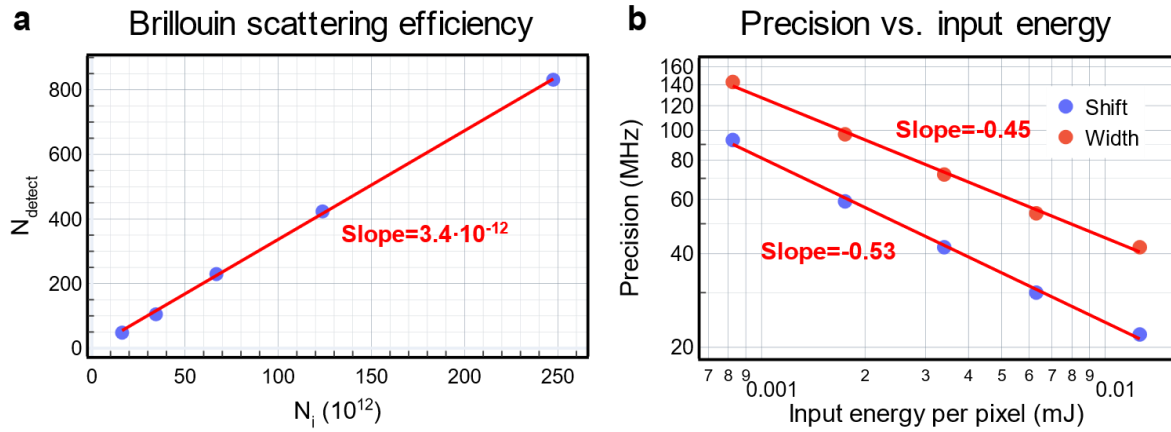 a
Brillouin scattering efficiency
800
600
400
200
0
N_detect
Slope=3.4·10⁻¹²
0 50 100 150 200 250
N_i (10¹²)
b
Precision vs. input energy
160
140
120
100
80
60
40
20
Precision (MHz)
Shift
Width
Slope=-0.45
Slope=-0.53
7 8 9 0.001 2 3 4 5 6 7 8 9 0.01
Input energy per pixel (mJ)